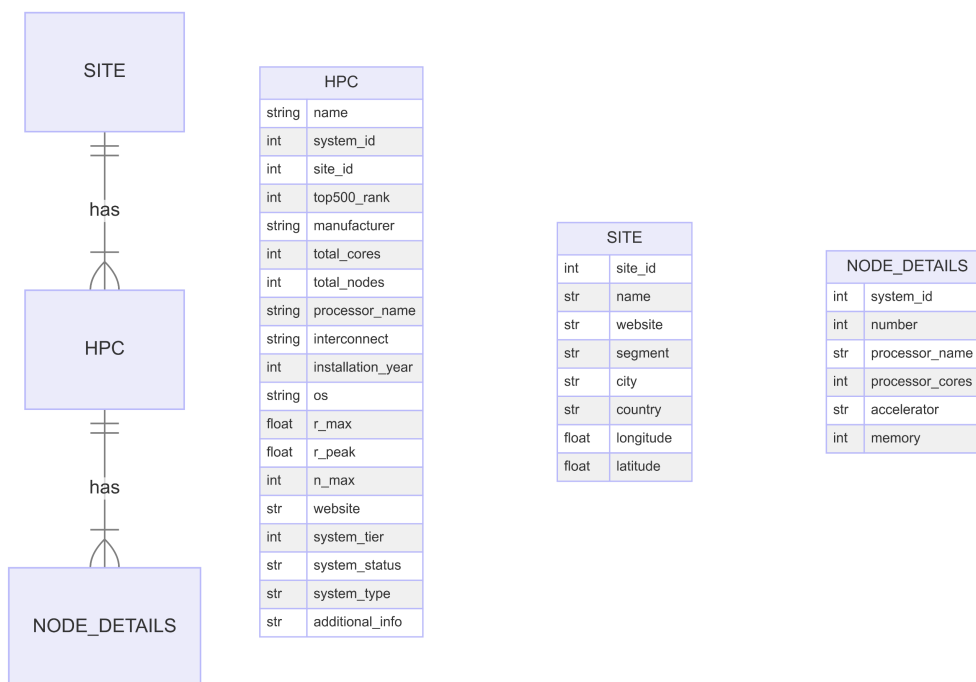 SITE
has
HPC
has
NODE_DETAILS
HPC
string name
int system_id
int site_id
int top500_rank
string manufacturer
int total_cores
int total_nodes
string processor_name
string interconnect
int installation_year
string os
float r_max
float r_peak
int n_max
str website
int system_tier
str system_status
str system_type
str additional_info
SITE
int site_id
str name
str website
str segment
str city
str country
float longitude
float latitude
NODE_DETAILS
int system_id
int number
str processor_name
int processor_cores
str accelerator
int memory